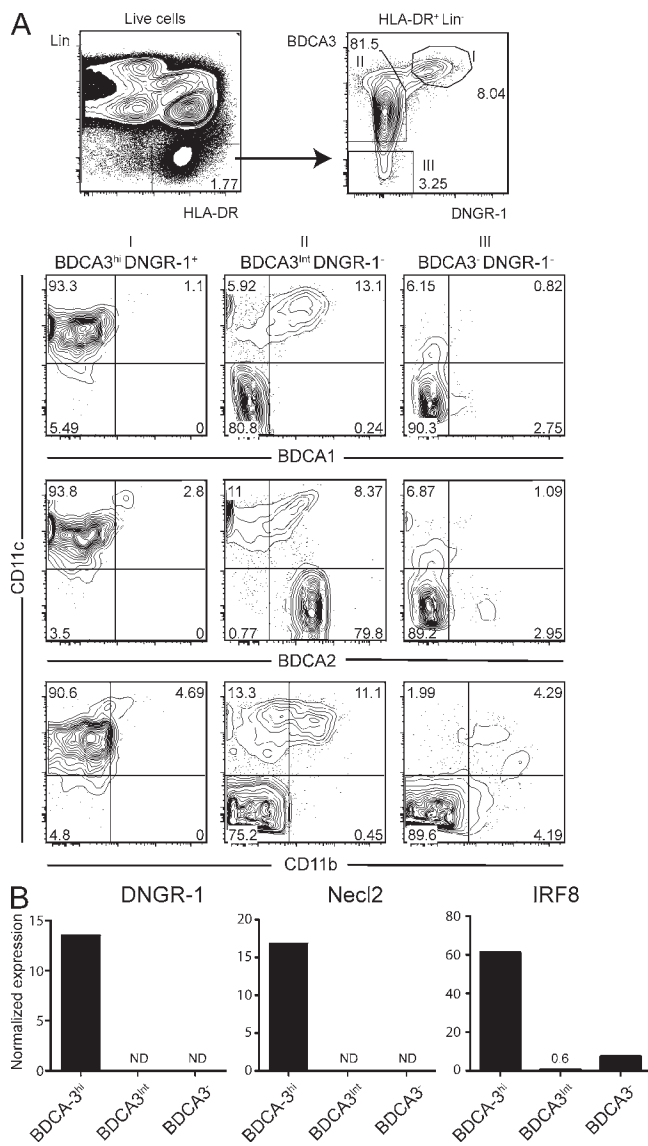 A
Live cells
Lin
1.77
HLA-DR
HLA-DR+ Lin-
BDCA3
81.5
II
I
8.04
III
3.25
DNGR-1
I
II
III
BDCA3hi DNGR-1+
BDCA3Int DNGR-1-
BDCA3- DNGR-1-
93.3 1.1
5.92 13.1
6.15 0.82
5.49 0
80.8 0.24
90.3 2.75
BDCA1
93.8 2.8
11 8.37
6.87 1.09
3.5 0
0.77 79.8
89.2 2.95
CD11c
BDCA2
90.6 4.69
13.3 11.1
1.99 4.29
4.8 0
75.2 0.45
89.6 4.19
CD11b
B
DNGR-1
Necl2
IRF8
Normalized expression
15
10
5
0
ND ND
BDCA-3hi
BDCA3Int
BDCA3-
20
15
10
5
0
ND ND
BDCA-3hi
BDCA3Int
BDCA3-
80
60
40
20
0
0.6
BDCA-3hi
BDCA3Int
BDCA3-